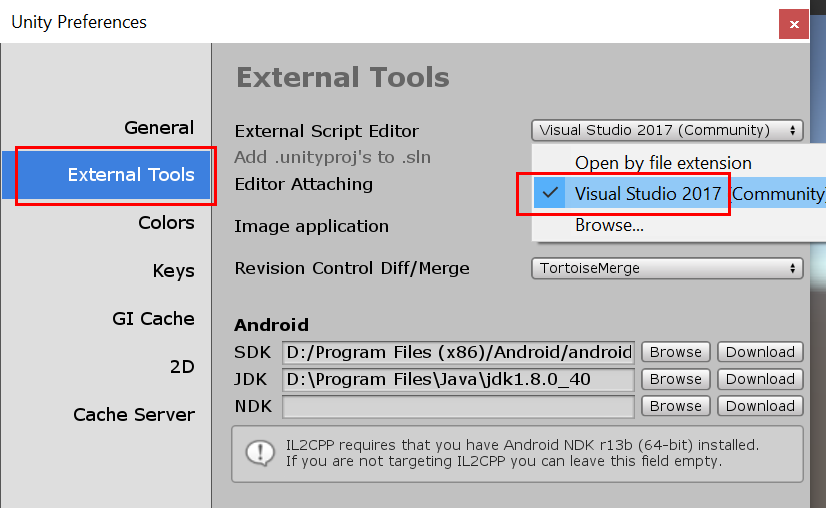 Unity Preferences
External Tools
General
External Tools
Colors
Keys
GI Cache
2D
Cache Server
External Script Editor
Visual Studio 2017 (Community)
Add .unityproj's to .sln
Open by file extension
Editor Attaching
Visual Studio 2017 (Community)
Image application
Browse...
Revision Control Diff/Merge
TortoiseMerge
Android
SDK D:/Program Files (x86)/Android/android Browse Download
JDK D:\Program Files\Java\jdk1.8.0_40 Browse Download
NDK Browse Download
IL2CPP requires that you have Android NDK r13b (64-bit) installed.
If you are not targeting IL2CPP you can leave this field empty.